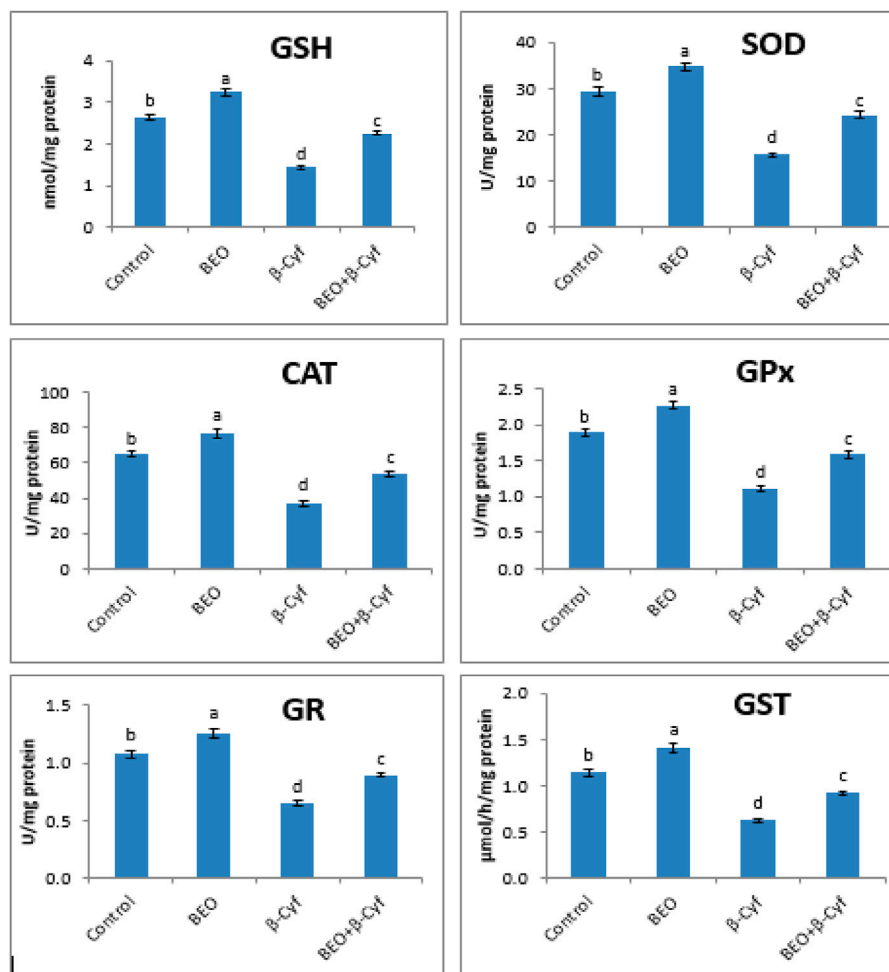 GSH
nmol/mg protein
4
3
2
1
0
b
a
d
c
Control
BEO
β-Cyf
BEO+β-Cyf
SOD
U/mg protein
40
30
20
10
0
b
a
d
c
Control
BEO
β-Cyf
BEO+β-Cyf
CAT
U/mg protein
100
80
60
40
20
0
b
a
d
c
Control
BEO
β-Cyf
BEO+β-Cyf
GPx
U/mg protein
2.5
2.0
1.5
1.0
0.5
0.0
b
a
d
c
Control
BEO
β-Cyf
BEO+β-Cyf
GR
U/mg protein
1.5
1.0
0.5
0.0
b
a
d
c
Control
BEO
β-Cyf
BEO+β-Cyf
GST
µmol/h/mg protein
2.0
1.5
1.0
0.5
0.0
b
a
d
c
Control
BEO
β-Cyf
BEO+β-Cyf